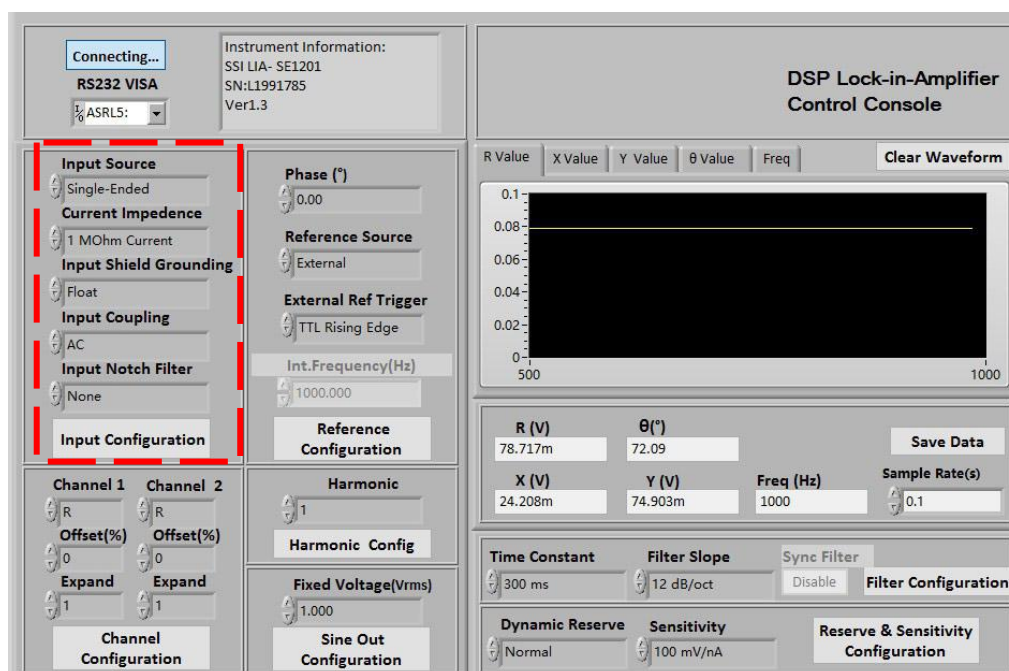 Connecting...
RS232 VISA
I/O ASRL5:
Instrument Information:
SSI LIA- SE1201
SN:L1991785
Ver1.3
DSP Lock-in-Amplifier
Control Console
Input Source
Single-Ended
Current Impedence
1 MOhm Current
Input Shield Grounding
Float
Input Coupling
AC
Input Notch Filter
None
Input Configuration
Phase (°)
0.00
Reference Source
External
External Ref Trigger
TTL Rising Edge
Int.Frequency(Hz)
1000.000
Reference
Configuration
R Value X Value Y Value θ Value Freq
Clear Waveform
0.1
0.08
0.06
0.04
0.02
0
500 1000
R (V) θ(°)
78.717m 72.09
X (V) Y (V) Freq (Hz)
24.208m 74.903m 1000
Save Data
Sample Rate(s)
0.1
Channel 1 Channel 2
R R
Offset(%) Offset(%)
0 0
Expand Expand
1 1
Channel
Configuration
Harmonic
1
Harmonic Config
Fixed Voltage(Vrms)
1.000
Sine Out
Configuration
Time Constant Filter Slope Sync Filter
300 ms 12 dB/oct Disable Filter Configuration
Dynamic Reserve Sensitivity
Normal 100 mV/nA
Reserve & Sensitivity
Configuration